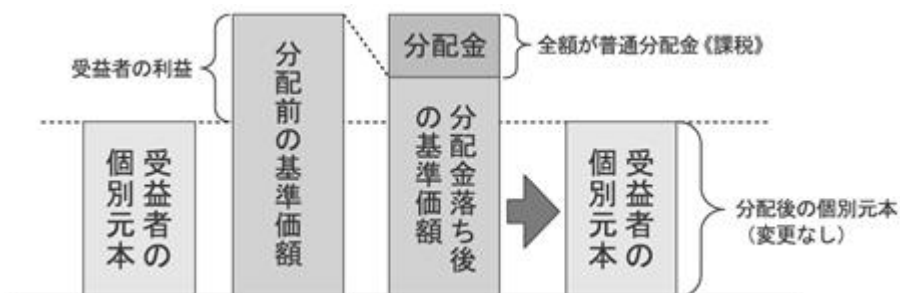 受益者の利益
受益者の
個別元本
分配前の基準価額
分配金
全額が普通分配金《課税》
分配金落ち後
の基準価額
受益者の
個別元本
分配後の個別元本
（変更なし）